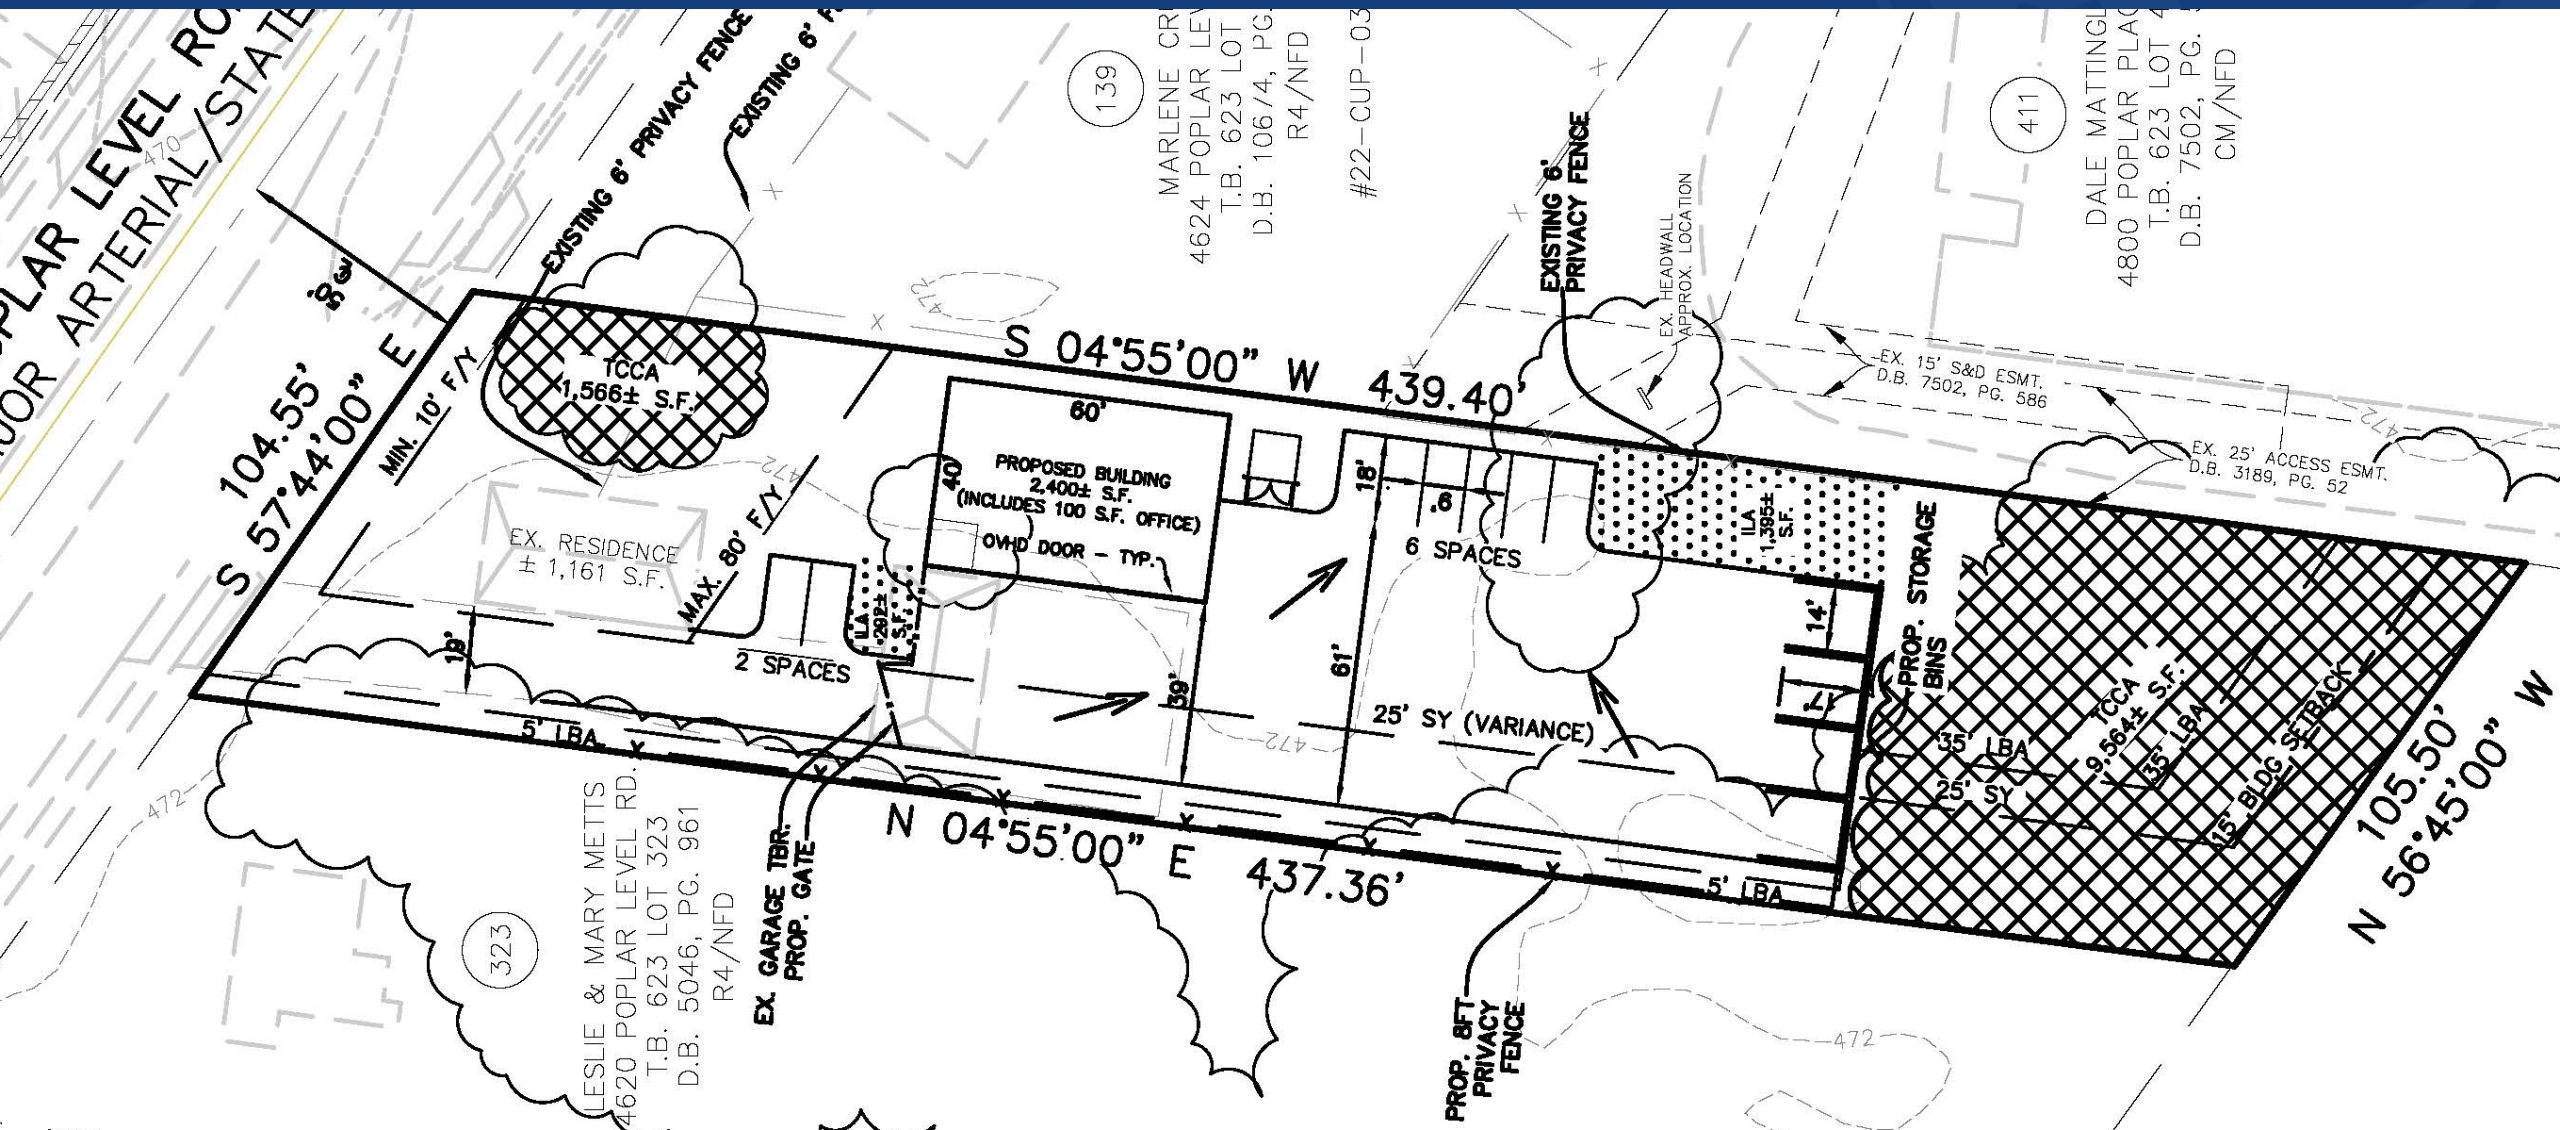 EXISTING 6' PRIVACY FENCE
EXISTING 6'
139
4624 POPLAR LEV
T.B. 623 LOT
D.B. 10674, PG.
R4/NFD
#22-CUP-03
MARLENE CR
411
DALE MATTINGL
4800 POPLAR PLAC
T.B. 623 LOT 4
D.B. 7502, PG. 5
CM/NFD
LEVEL
ARTERIAL/STATE
470
50'
104.55'
S 57°44'00" E
MIN. 10' F/Y
TCCA
1,566± S.F.
472
472
S 04°55'00" W 439.40'
EXISTING 6'
PRIVACY FENCE
EX. HEADWALL
APPROX. LOCATION
EX. 15' S&D ESMT.
D.B. 7502, PG. 586
EX. 25' ACCESS ESMT.
D.B. 3189, PG. 52
472
60'
40'
PROPOSED BUILDING
2,400± S.F.
(INCLUDES 100 S.F. OFFICE)
OVHD DOOR - TYP.
EX. RESIDENCE
± 1,161 S.F.
MAX. 80' F/Y
18'
9'
6 SPACES
ILA
1,395±
S.F.
PROP. STORAGE
BINS
ILA
292±
S.F.
2 SPACES
19'
39'
61'
14'
17'
25' SY (VARIANCE)
472
TCCA
9,564± S.F.
35' LBA
35' LBA
25' SY
15' BLDG SETBACK
105.50'
N 56°45'00" W
5' LBA
5' LBA
N 04°55'00" E 437.36'
472
323
LESLIE & MARY METTS
4620 POPLAR LEVEL RD.
T.B. 623 LOT 323
D.B. 5046, PG. 961
R4/NFD
EX. GARAGE TBR.
PROP. GATE
PROP. 8FT
PRIVACY
FENCE
472